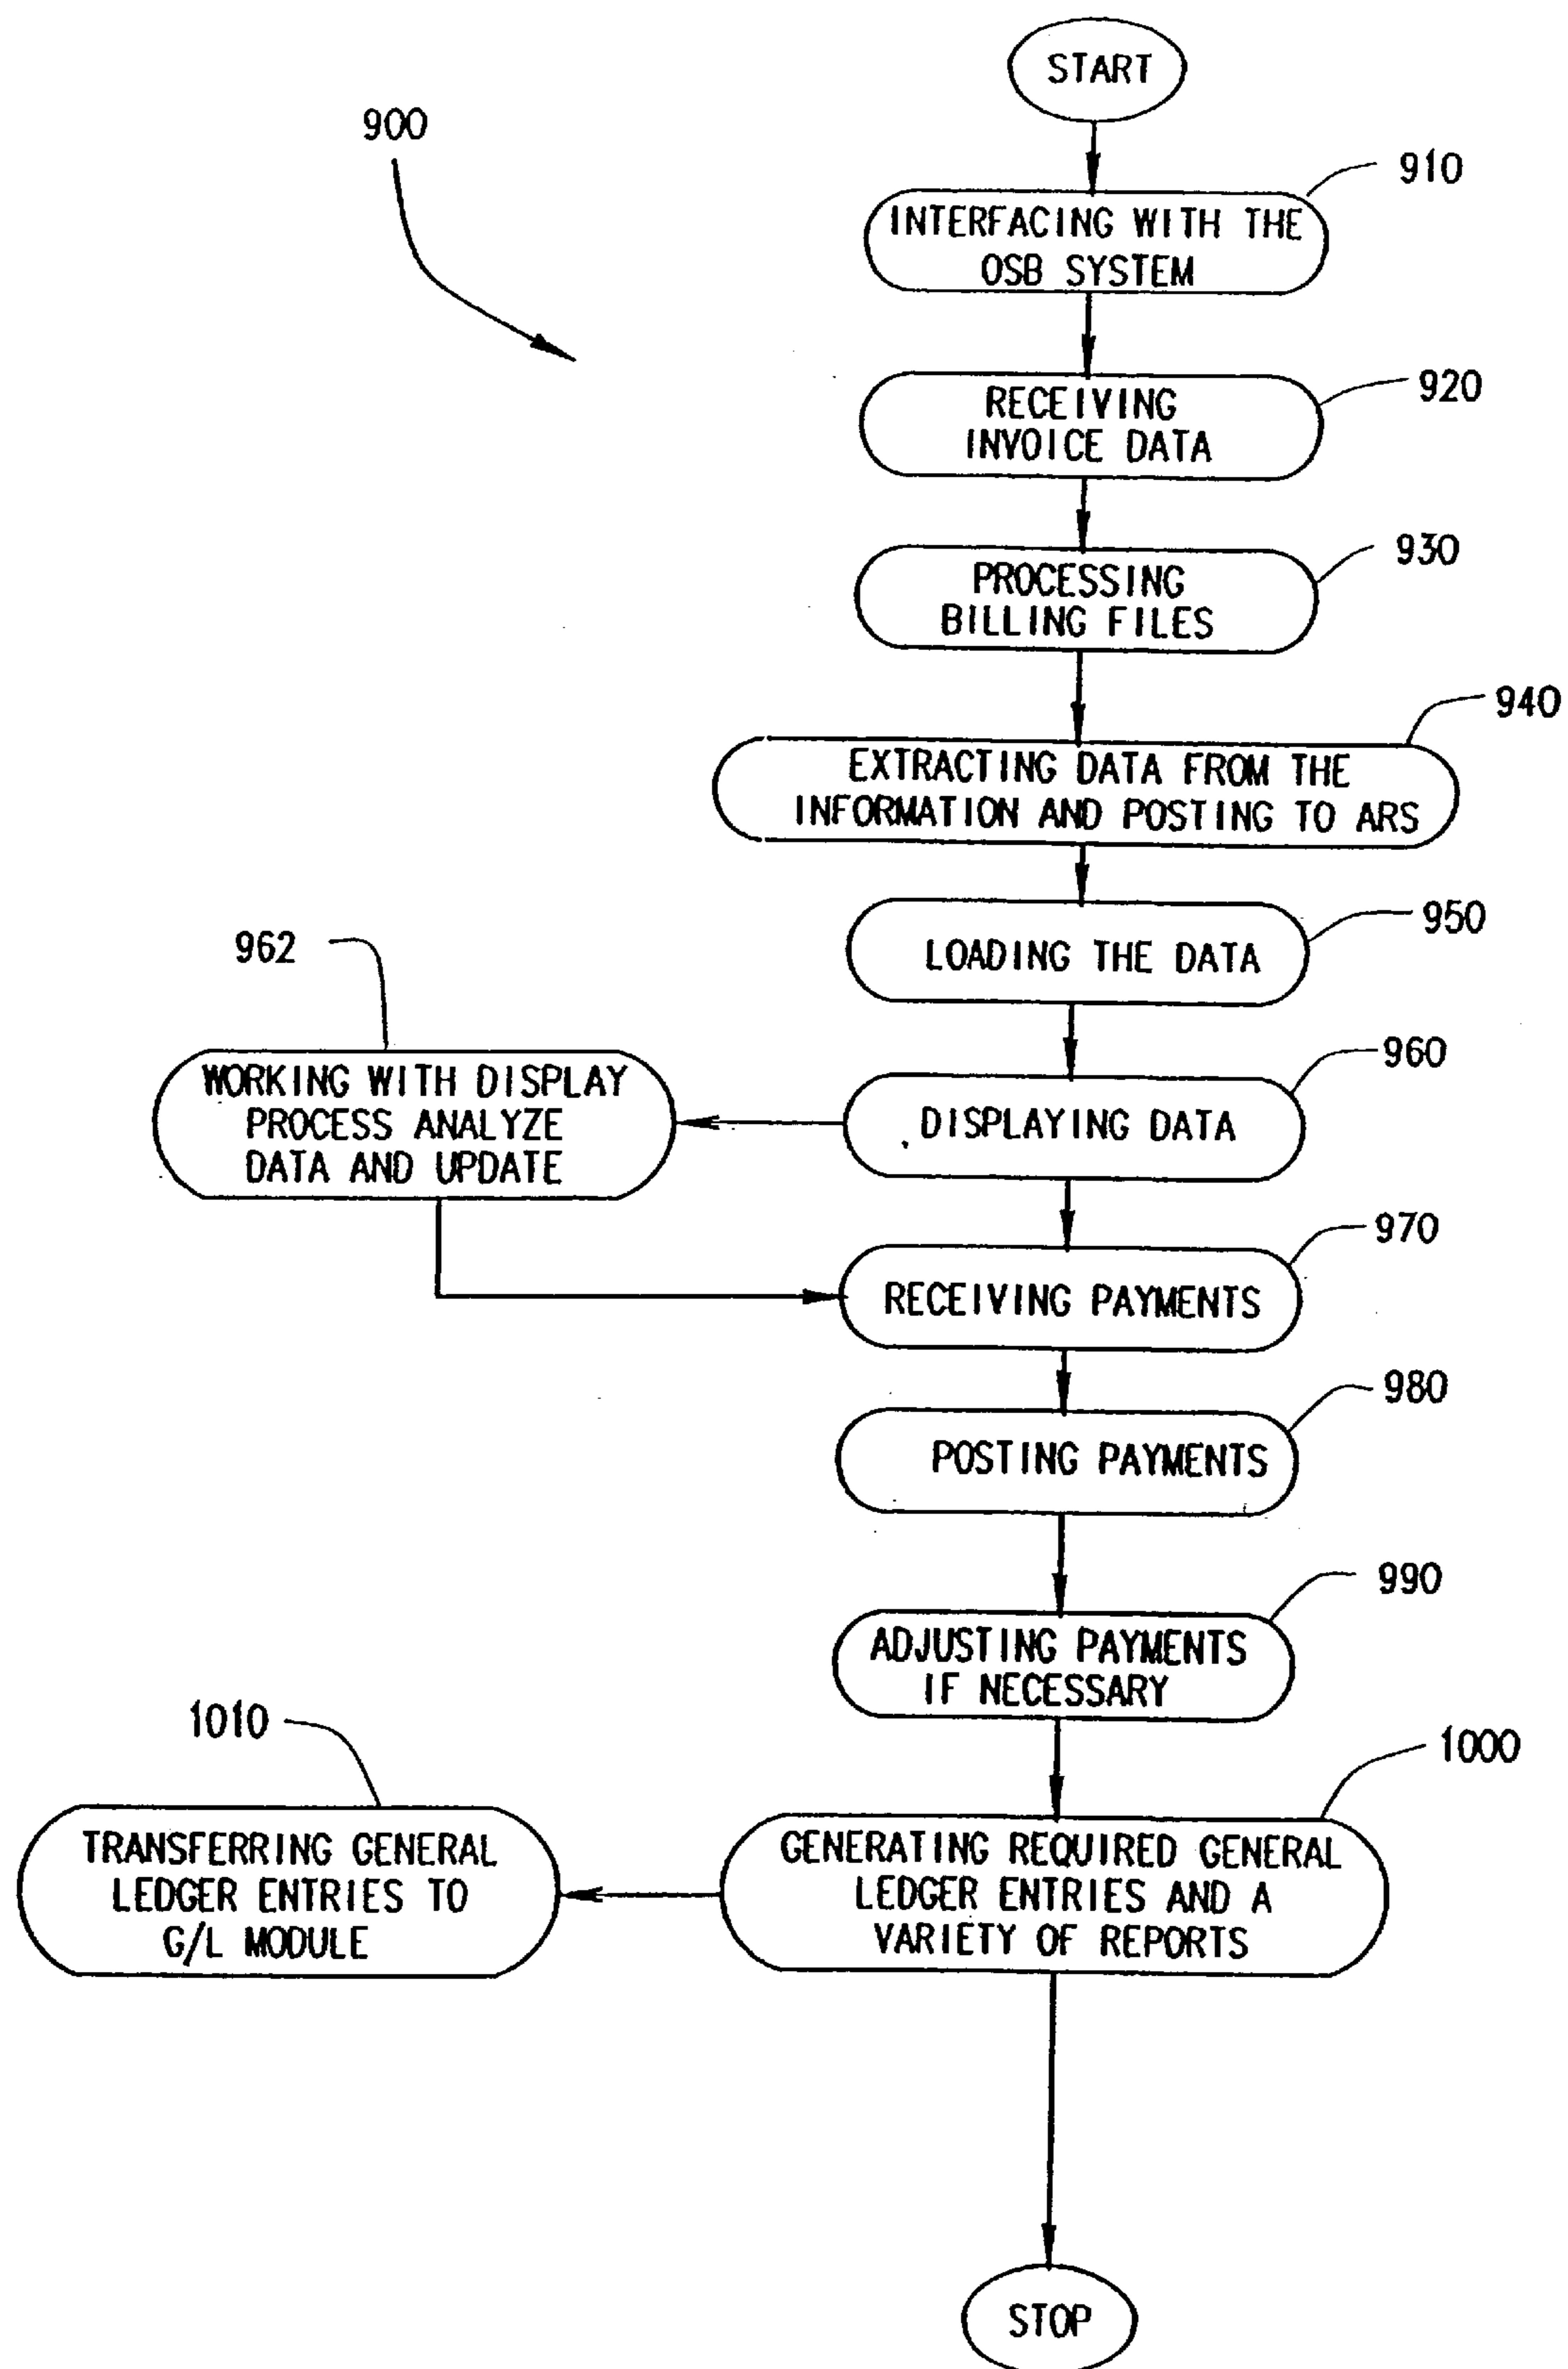 START
900
910
INTERFACING WITH THE
OSB SYSTEM
920
RECEIVING
INVOICE DATA
930
PROCESSING
BILLING FILES
940
EXTRACTING DATA FROM THE
INFORMATION AND POSTING TO ARS
950
LOADING THE DATA
962
960
WORKING WITH DISPLAY
PROCESS ANALYZE
DATA AND UPDATE
DISPLAYING DATA
970
RECEIVING PAYMENTS
980
POSTING PAYMENTS
990
ADJUSTING PAYMENTS
IF NECESSARY
1010
1000
TRANSFERRING GENERAL
LEDGER ENTRIES TO
G/L MODULE
GENERATING REQUIRED GENERAL
LEDGER ENTRIES AND A
VARIETY OF REPORTS
STOP